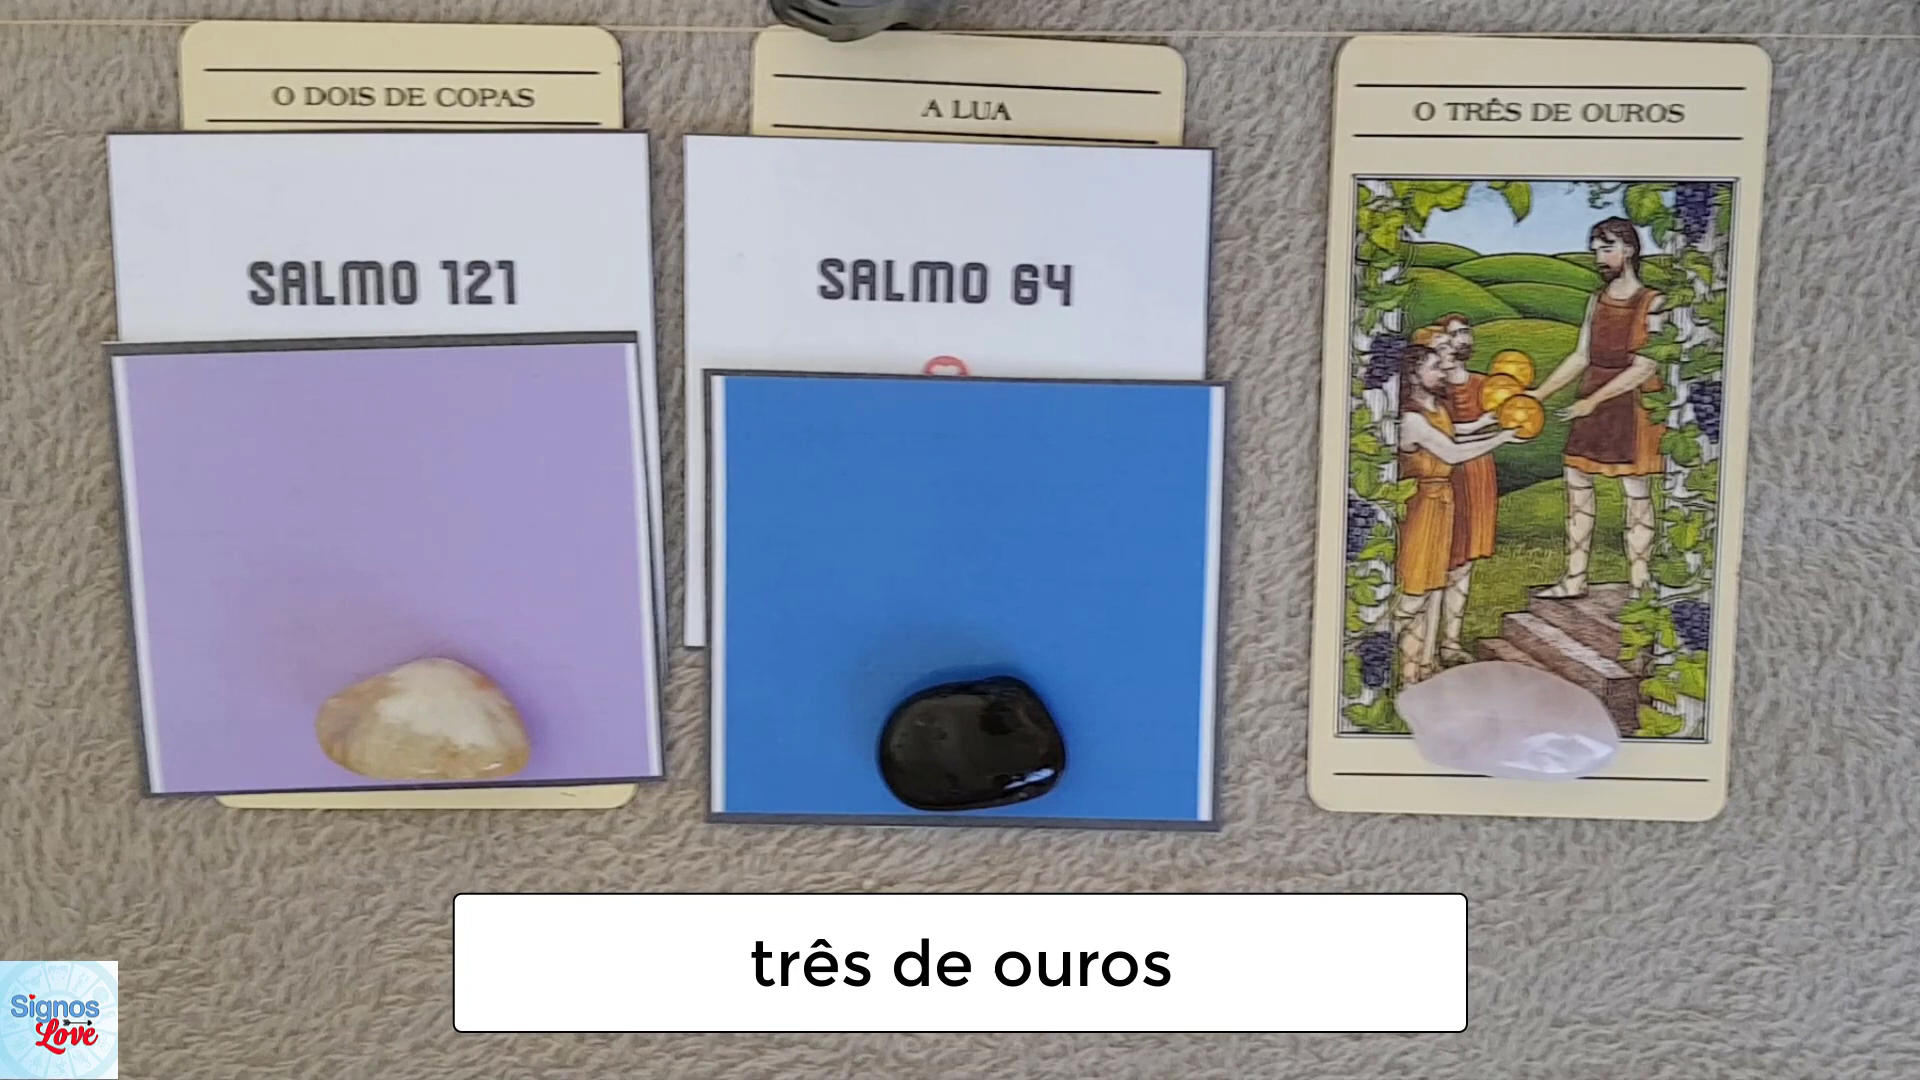 O DOIS DE COPAS
A LUA
O TRÊS DE OUROS
SALMO 121
SALMO 64
três de ouros
Signos
Love